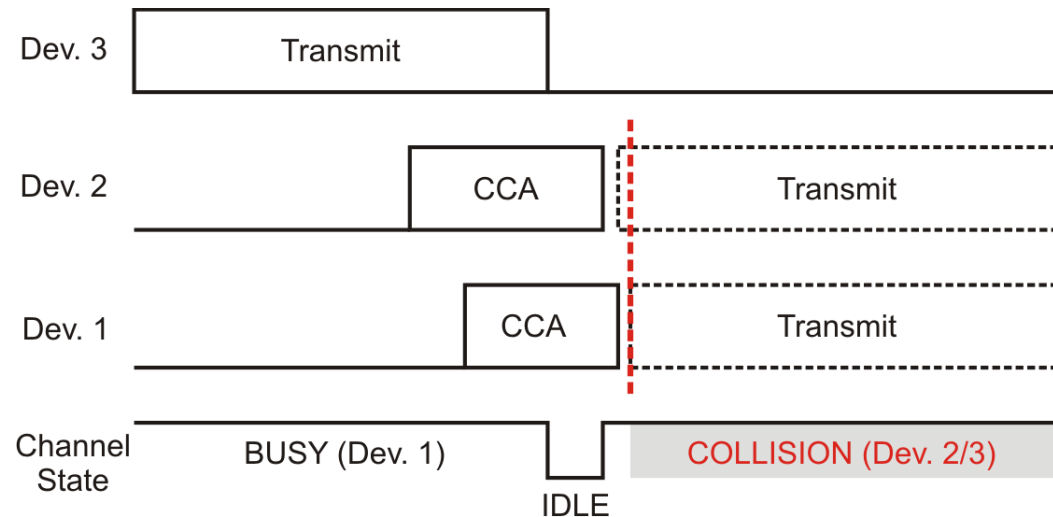 Dev. 3
Transmit
Dev. 2
CCA
Transmit
Dev. 1
CCA
Transmit
Channel
State
BUSY (Dev. 1)
IDLE
COLLISION (Dev. 2/3)